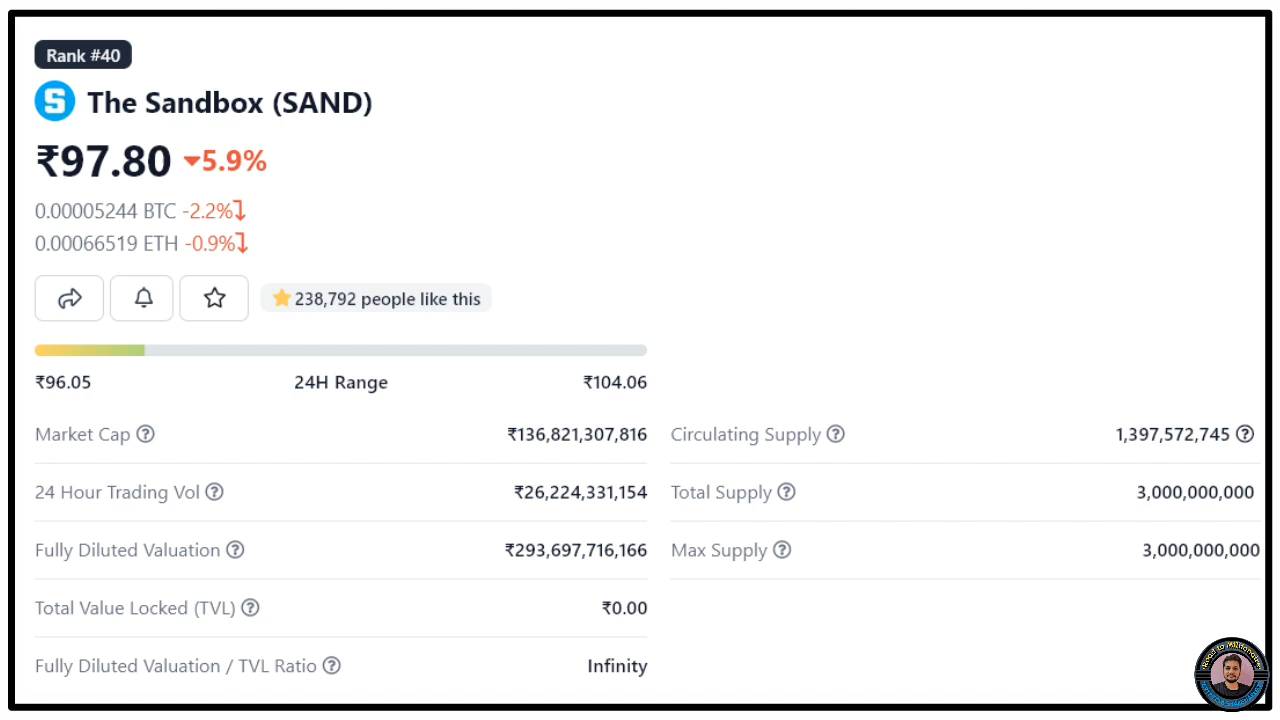 Rank #40
S The Sandbox (SAND)
₹97.80 5.9%
0.00005244 BTC -2.2%
0.00066519 ETH -0.9%
238,792 people like this
₹96.05 24H Range ₹104.06
Market Cap ₹136,821,307,816
24 Hour Trading Vol ₹26,224,331,154
Fully Diluted Valuation ₹293,697,716,166
Total Value Locked (TVL) ₹0.00
Fully Diluted Valuation / TVL Ratio Infinity
Circulating Supply 1,397,572,745
Total Supply 3,000,000,000
Max Supply 3,000,000,000
Road to Millionaire